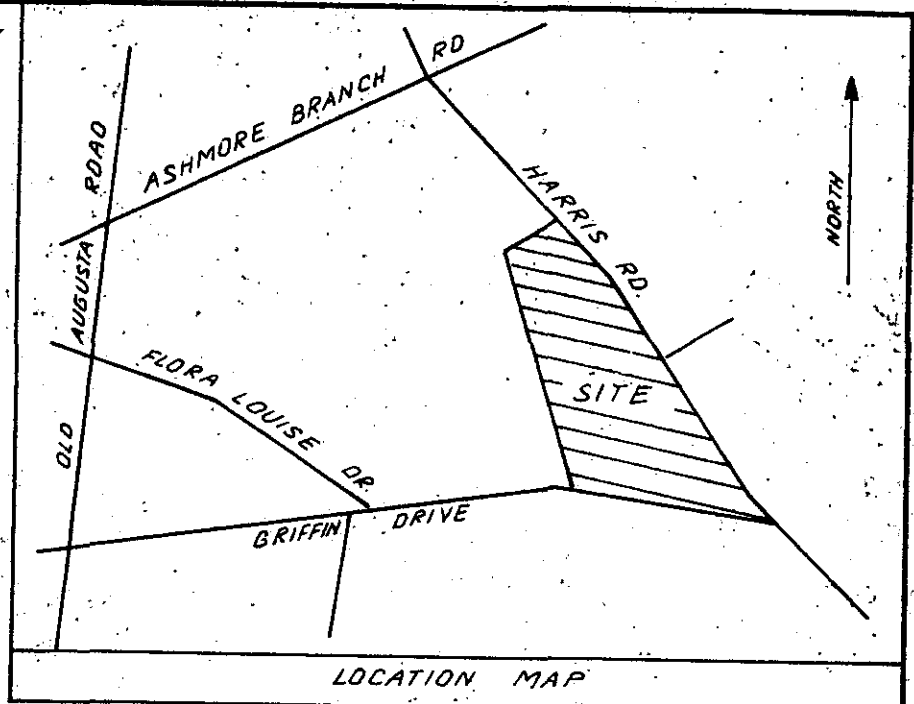 ASHMORE BRANCH RD
OLD AUGUSTA ROAD
HARRIS RD.
NORTH
FLORA LOUISE DR.
SITE
GRIFFIN DRIVE
LOCATION MAP